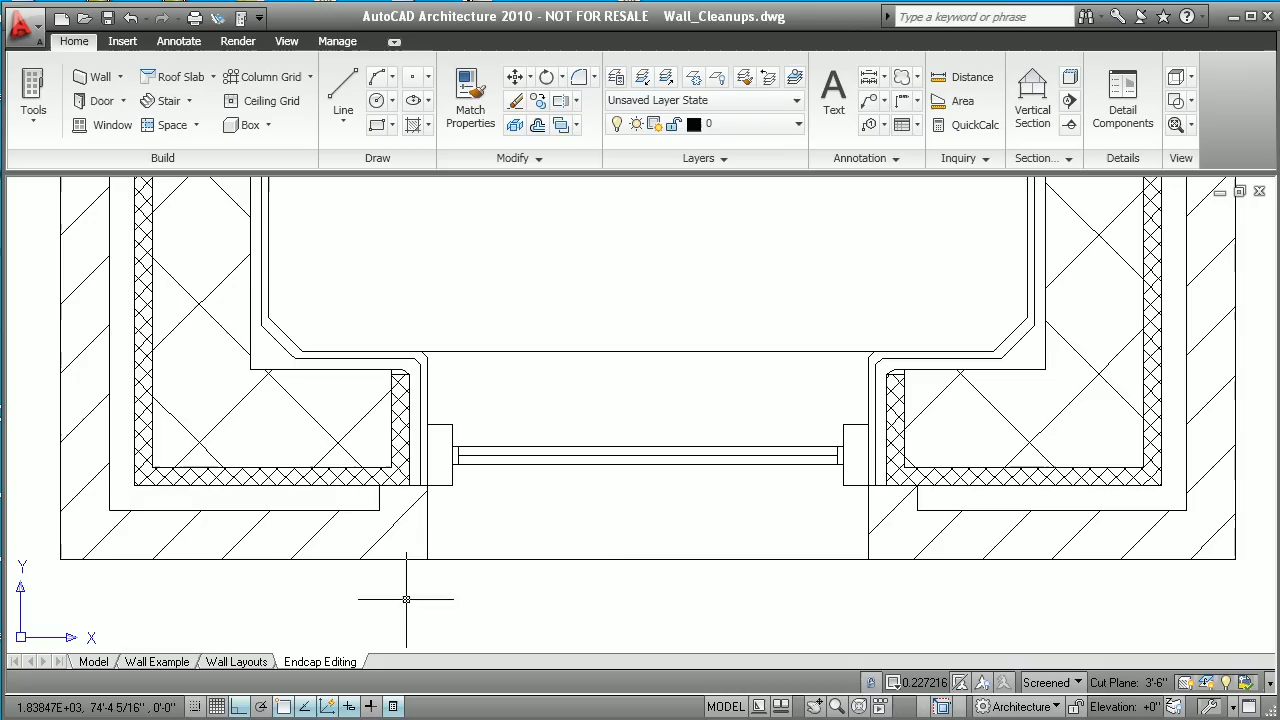 AutoCAD Architecture 2010 - NOT FOR RESALE Wall_Cleanups.dwg
Type a keyword or phrase
Home Insert Annotate Render View Manage
Tools
Wall
Door
Window
Roof Slab
Stair
Space
Column Grid
Ceiling Grid
Box
Build
Line
Draw
Match
Properties
Modify
Unsaved Layer State
0
Layers
Text
Annotation
Distance
Area
QuickCalc
Inquiry
Vertical
Section
Section...
Detail
Components
Details
View
Y
X
Model Wall Example Wall Layouts Endcap Editing
0.227216 Screened Cut Plane: 3'-6"
1.83847E+03, 74'-4 5/16" ,0'-0" MODEL Architecture Elevation: +0"